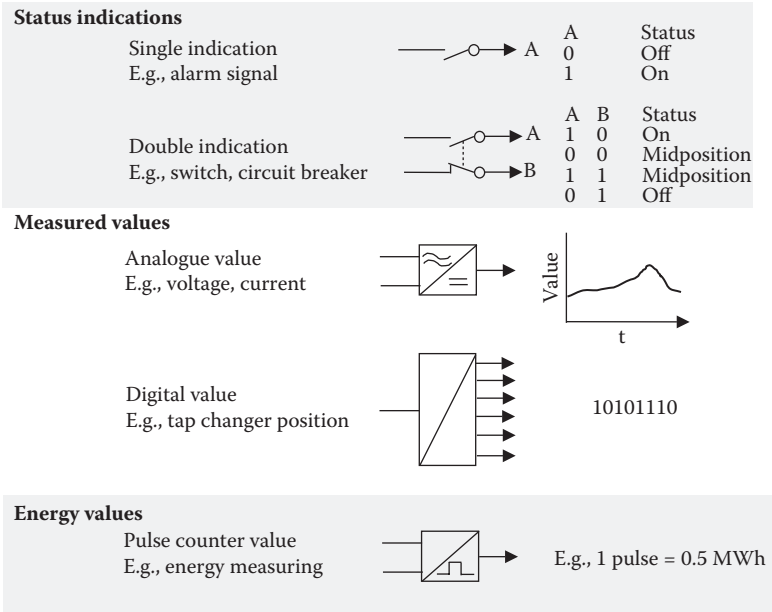 Status indications
Single indication
E.g., alarm signal
A
A Status
0 Off
1 On
Double indication
E.g., switch, circuit breaker
A
B
A B Status
1 0 On
0 0 Midposition
1 1 Midposition
0 1 Off
Measured values
Analogue value
E.g., voltage, current
Value
t
Digital value
E.g., tap changer position
10101110
Energy values
Pulse counter value
E.g., energy measuring
E.g., 1 pulse = 0.5 MWh